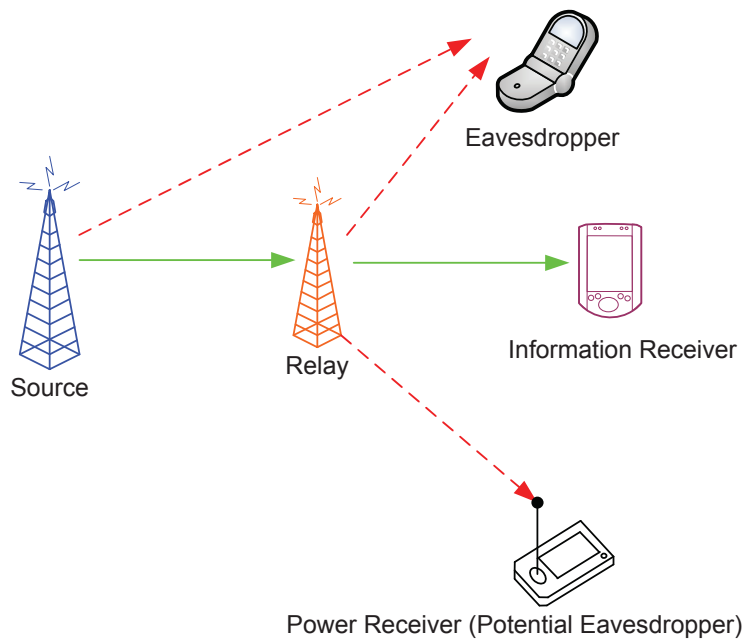 Eavesdropper
Information Receiver
Relay
Source
Power Receiver (Potential Eavesdropper)